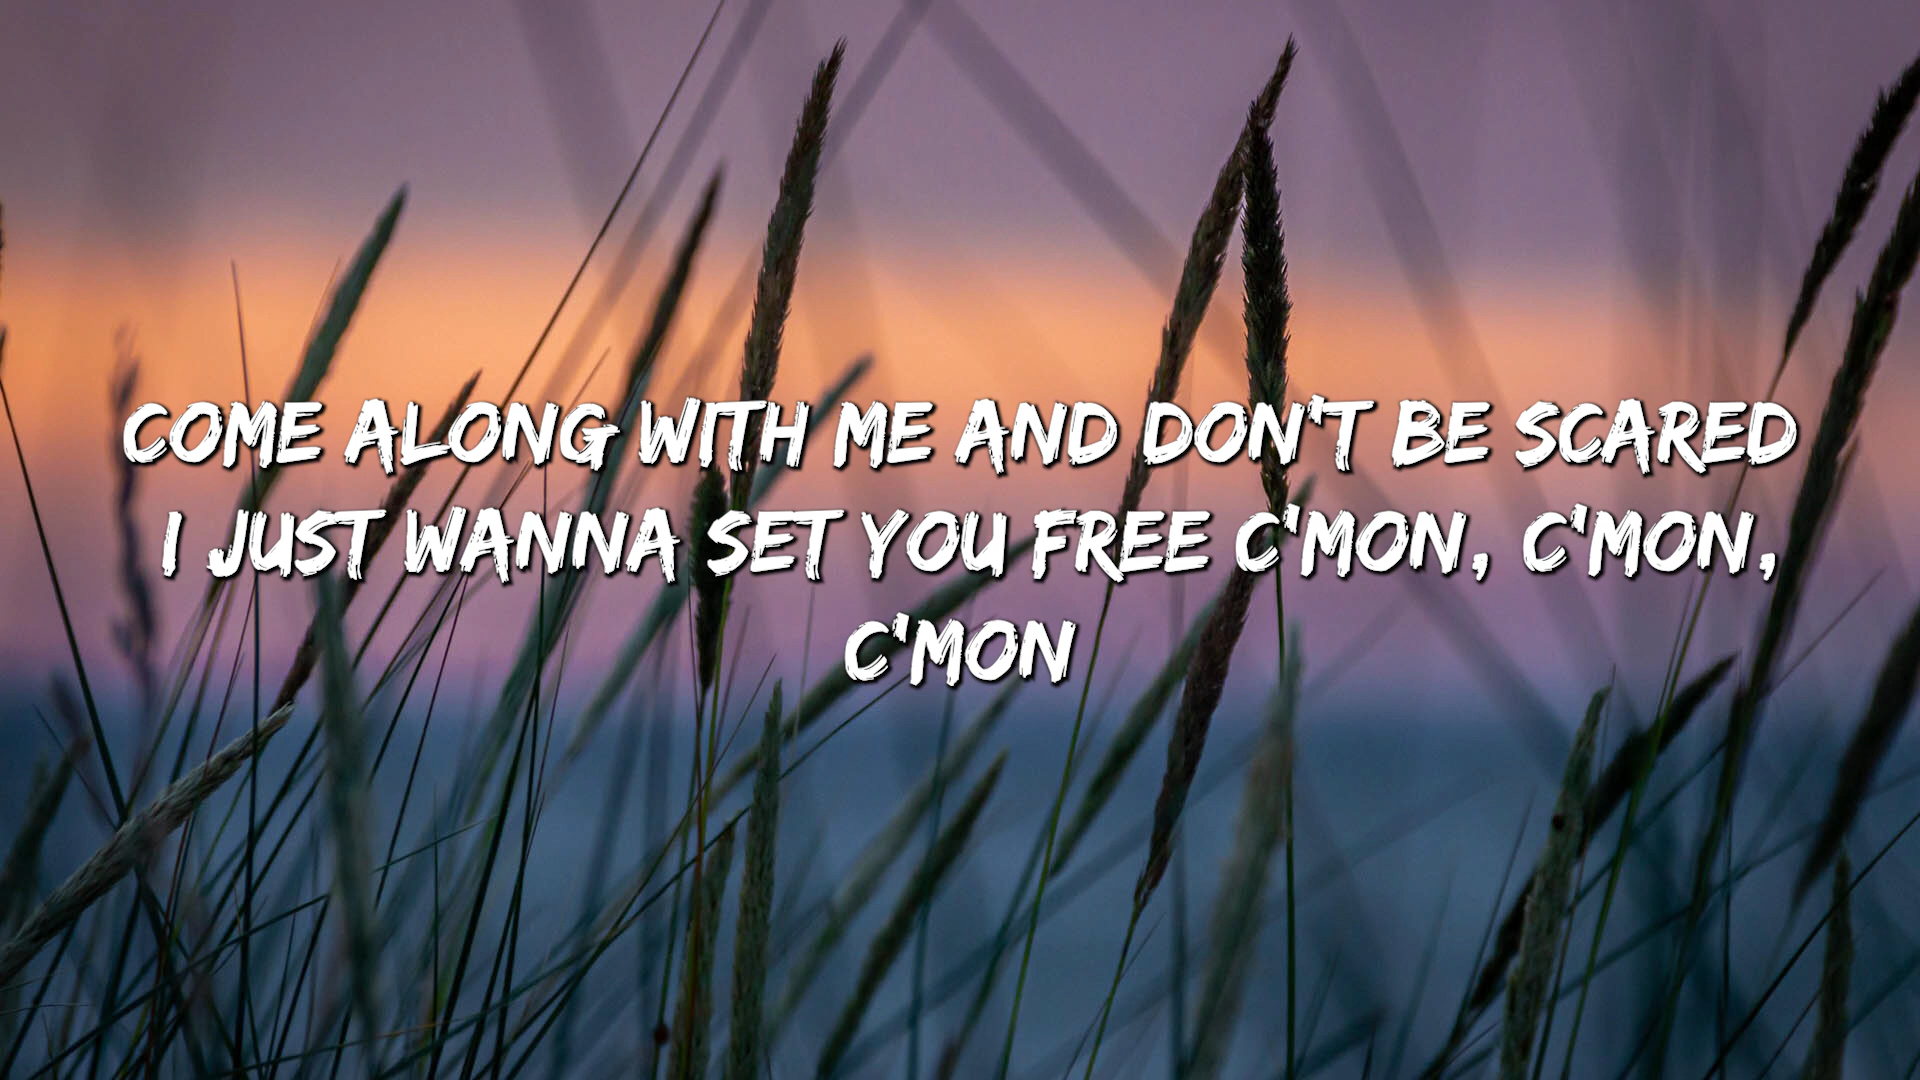 COME ALONG WITH ME AND DON'T BE SCARED
I JUST WANNA SET YOU FREE C'MON, C'MON,
C'MON